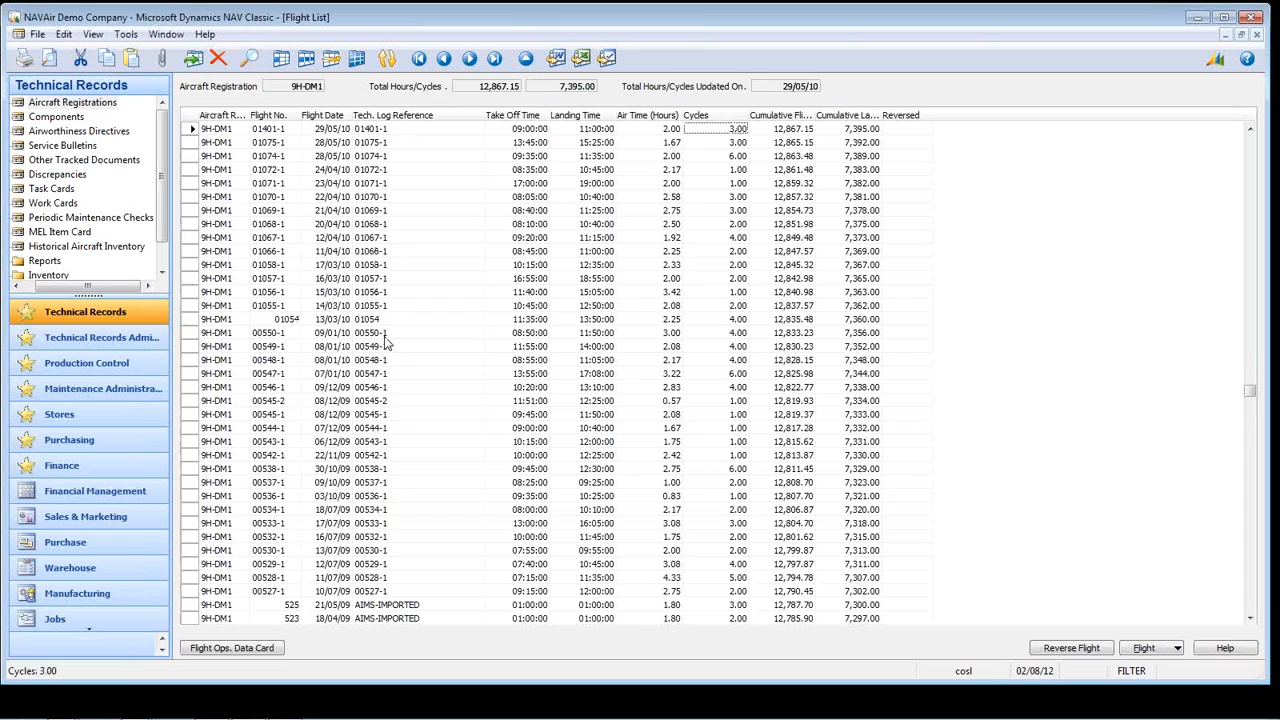 NAVAir Demo Company - Microsoft Dynamics NAV Classic - [Flight List]
File Edit View Tools Window Help
Technical Records
Aircraft Registrations
Components
Airworthiness Directives
Service Bulletins
Other Tracked Documents
Discrepancies
Task Cards
Work Cards
Periodic Maintenance Checks
MEL Item Card
Historical Aircraft Inventory
Reports
Inventory
Technical Records
Technical Records Admi...
Production Control
Maintenance Administra...
Stores
Purchasing
Finance
Financial Management
Sales & Marketing
Purchase
Warehouse
Manufacturing
Jobs
Aircraft Registration 9H-DM1 Total Hours/Cycles . 12,867.15 7,395.00 Total Hours/Cycles Updated On. 29/05/10
Aircraft R... Flight No. Flight Date Tech. Log Reference Take Off Time Landing Time Air Time (Hours) Cycles Cumulative Fli... Cumulative La... Reversed
9H-DM1 01401-1 29/05/10 01401-1 09:00:00 11:00:00 2.00 3.00 12,867.15 7,395.00
9H-DM1 01075-1 28/05/10 01075-1 13:45:00 15:25:00 1.67 3.00 12,865.15 7,392.00
9H-DM1 01074-1 28/05/10 01074-1 09:35:00 11:35:00 2.00 6.00 12,863.48 7,389.00
9H-DM1 01072-1 24/04/10 01072-1 08:35:00 10:45:00 2.17 1.00 12,861.48 7,383.00
9H-DM1 01071-1 23/04/10 01071-1 17:00:00 19:00:00 2.00 1.00 12,859.32 7,382.00
9H-DM1 01070-1 22/04/10 01070-1 08:05:00 10:40:00 2.58 3.00 12,857.32 7,381.00
9H-DM1 01069-1 21/04/10 01069-1 08:40:00 11:25:00 2.75 3.00 12,854.73 7,378.00
9H-DM1 01068-1 20/04/10 01068-1 08:10:00 10:40:00 2.50 2.00 12,851.98 7,375.00
9H-DM1 01067-1 12/04/10 01067-1 09:20:00 11:15:00 1.92 4.00 12,849.48 7,373.00
9H-DM1 01066-1 11/04/10 01066-1 08:45:00 11:00:00 2.25 2.00 12,847.57 7,369.00
9H-DM1 01058-1 17/03/10 01058-1 10:15:00 12:35:00 2.33 2.00 12,845.32 7,367.00
9H-DM1 01057-1 16/03/10 01057-1 16:55:00 18:55:00 2.00 2.00 12,842.98 7,365.00
9H-DM1 01056-1 15/03/10 01056-1 11:40:00 15:05:00 3.42 1.00 12,840.98 7,363.00
9H-DM1 01055-1 14/03/10 01055-1 10:45:00 12:50:00 2.08 2.00 12,837.57 7,362.00
9H-DM1 01054 13/03/10 01054 11:35:00 13:50:00 2.25 4.00 12,835.48 7,360.00
9H-DM1 00550-1 09/01/10 00550-1 08:50:00 11:50:00 3.00 4.00 12,833.23 7,356.00
9H-DM1 00549-1 08/01/10 00549-1 11:55:00 14:00:00 2.08 4.00 12,830.23 7,352.00
9H-DM1 00548-1 08/01/10 00548-1 08:55:00 11:05:00 2.17 4.00 12,828.15 7,348.00
9H-DM1 00547-1 07/01/10 00547-1 13:55:00 17:08:00 3.22 6.00 12,825.98 7,344.00
9H-DM1 00546-1 09/12/09 00546-1 10:20:00 13:10:00 2.83 4.00 12,822.77 7,338.00
9H-DM1 00545-2 08/12/09 00545-2 11:51:00 12:25:00 0.57 1.00 12,819.93 7,334.00
9H-DM1 00545-1 08/12/09 00545-1 09:45:00 11:50:00 2.08 1.00 12,819.37 7,333.00
9H-DM1 00544-1 07/12/09 00544-1 09:00:00 10:40:00 1.67 1.00 12,817.28 7,332.00
9H-DM1 00543-1 06/12/09 00543-1 10:15:00 12:00:00 1.75 1.00 12,815.62 7,331.00
9H-DM1 00542-1 22/11/09 00542-1 10:00:00 12:25:00 2.42 1.00 12,813.87 7,330.00
9H-DM1 00538-1 30/10/09 00538-1 09:45:00 12:30:00 2.75 6.00 12,811.45 7,329.00
9H-DM1 00537-1 09/10/09 00537-1 08:25:00 09:25:00 1.00 2.00 12,808.70 7,323.00
9H-DM1 00536-1 03/10/09 00536-1 09:35:00 10:25:00 0.83 1.00 12,807.70 7,321.00
9H-DM1 00534-1 18/07/09 00534-1 08:00:00 10:10:00 2.17 2.00 12,806.87 7,320.00
9H-DM1 00533-1 17/07/09 00533-1 13:00:00 16:05:00 3.08 3.00 12,804.70 7,318.00
9H-DM1 00532-1 16/07/09 00532-1 10:00:00 11:45:00 1.75 2.00 12,801.62 7,315.00
9H-DM1 00530-1 13/07/09 00530-1 07:55:00 09:55:00 2.00 2.00 12,799.87 7,313.00
9H-DM1 00529-1 12/07/09 00529-1 07:40:00 10:45:00 3.08 4.00 12,797.87 7,311.00
9H-DM1 00528-1 11/07/09 00528-1 07:15:00 11:35:00 4.33 5.00 12,794.78 7,307.00
9H-DM1 00527-1 10/07/09 00527-1 09:15:00 12:00:00 2.75 2.00 12,790.45 7,302.00
9H-DM1 525 21/05/09 AIMS-IMPORTED 01:00:00 01:00:00 1.80 3.00 12,787.70 7,300.00
9H-DM1 523 18/04/09 AIMS-IMPORTED 01:00:00 01:00:00 1.80 2.00 12,785.90 7,297.00
Flight Ops. Data Card Reverse Flight Flight Help
Cycles: 3.00 cosl 02/08/12 FILTER